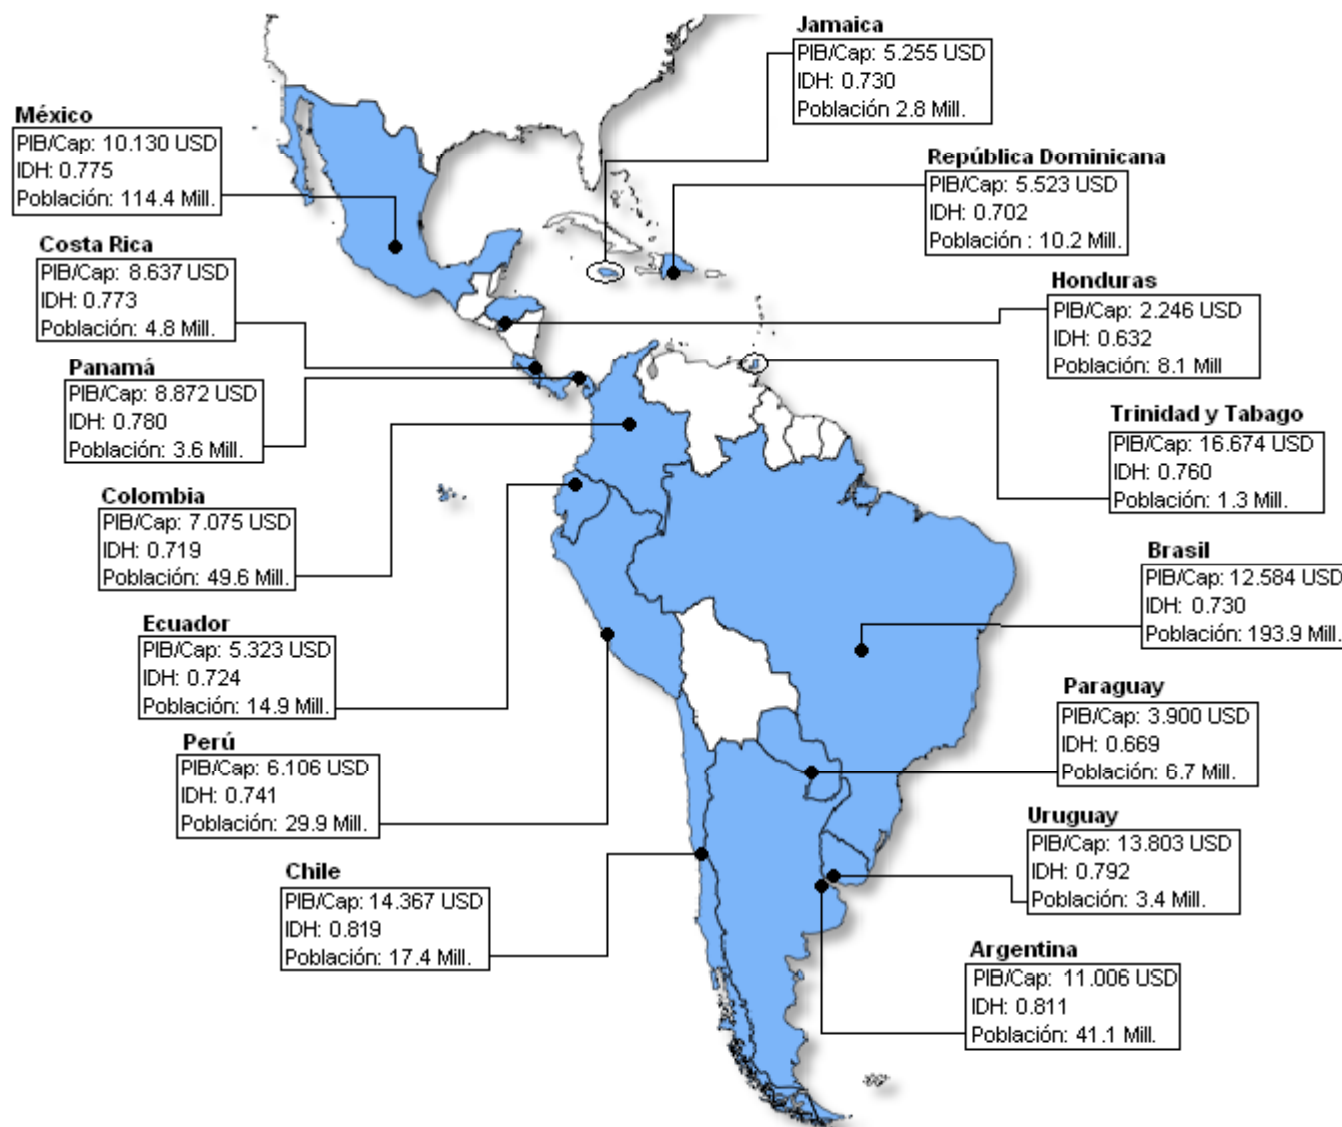 Jamaica
PIB/Cap: 5.255 USD
IDH: 0.730
Población 2.8 Mill.
México
PIB/Cap: 10.130 USD
IDH: 0.775
Población: 114.4 Mill.
República Dominicana
PIB/Cap: 5.523 USD
IDH: 0.702
Población : 10.2 Mill.
Costa Rica
PIB/Cap: 8.637 USD
IDH: 0.773
Población: 4.8 Mill.
Honduras
PIB/Cap: 2.246 USD
IDH: 0.632
Población: 8.1 Mill
Panamá
PIB/Cap: 8.872 USD
IDH: 0.780
Población: 3.6 Mill.
Trinidad y Tabago
PIB/Cap: 16.674 USD
IDH: 0.760
Población: 1.3 Mill.
Colombia
PIB/Cap: 7.075 USD
IDH: 0.719
Población: 49.6 Mill.
Brasil
PIB/Cap: 12.584 USD
IDH: 0.730
Población: 193.9 Mill.
Ecuador
PIB/Cap: 5.323 USD
IDH: 0.724
Población: 14.9 Mill.
Paraguay
PIB/Cap: 3.900 USD
IDH: 0.669
Población: 6.7 Mill.
Perú
PIB/Cap: 6.106 USD
IDH: 0.741
Población: 29.9 Mill.
Uruguay
PIB/Cap: 13.803 USD
IDH: 0.792
Población: 3.4 Mill.
Chile
PIB/Cap: 14.367 USD
IDH: 0.819
Población: 17.4 Mill.
Argentina
PIB/Cap: 11.006 USD
IDH: 0.811
Población: 41.1 Mill.